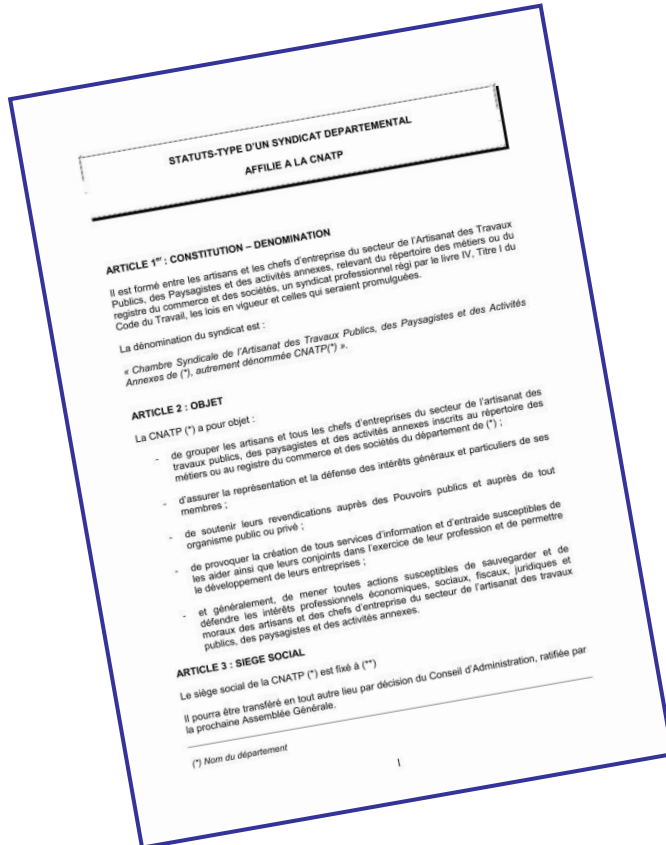 STATUTS-TYPE D'UN SYNDICAT DEPARTEMENTAL
AFFILIE A LA CNATP
ARTICLE 1er : CONSTITUTION – DENOMINATION
Il est formé entre les artisans et les chefs d'entreprise du secteur de l'Artisanat des Travaux
Publics, des Paysagistes et des activités annexes, relevant du répertoire des métiers ou du
registre du commerce et des sociétés, un syndicat professionnel régi par le livre IV, Titre I du
Code du Travail, les lois en vigueur et celles qui seraient promulguées.
La dénomination du syndicat est :
« Chambre Syndicale de l'Artisanat des Travaux Publics, des Paysagistes et des Activités
Annexes de (*), autrement dénommée CNATP(*) ».
ARTICLE 2 : OBJET
La CNATP (*) a pour objet :
- de grouper les artisans et tous les chefs d'entreprises du secteur de l'artisanat des
travaux publics, des paysagistes et des activités annexes inscrits au répertoire des
métiers ou au registre du commerce et des sociétés du département de (*) ;
- d'assurer la représentation et la défense des intérêts généraux et particuliers de ses
membres ;
- de soutenir leurs revendications auprès des Pouvoirs publics et auprès de tout
organisme public ou privé ;
- de provoquer la création de tous services d'information et d'entraide susceptibles de
les aider ainsi que leurs conjoints dans l'exercice de leur profession et de permettre
le développement de leurs entreprises ;
- et généralement, de mener toutes actions susceptibles de sauvegarder et de
défendre les intérêts professionnels économiques, sociaux, fiscaux, juridiques et
moraux des artisans et des chefs d'entreprise du secteur de l'artisanat des travaux
publics, des paysagistes et des activités annexes.
ARTICLE 3 : SIEGE SOCIAL
Le siège social de la CNATP (*) est fixé à (**)
Il pourra être transféré en tout autre lieu par décision du Conseil d'Administration, ratifiée par
la prochaine Assemblée Générale.
(*) Nom du département
1